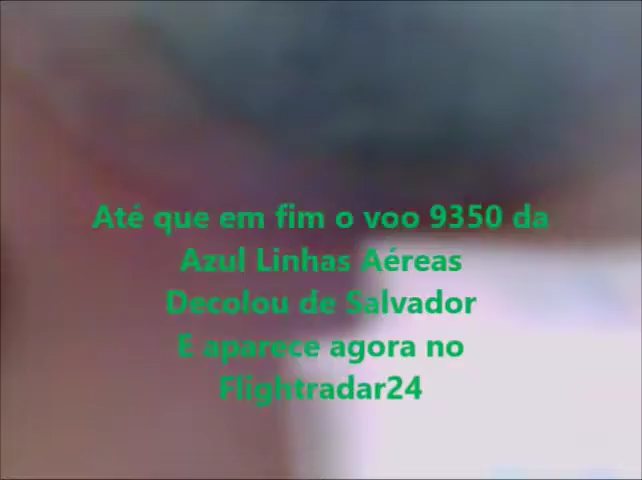 Até que em fim o voo 9350 da
Azul Linhas Aéreas
Decolou de Salvador
E aparece agora no
Flightradar24